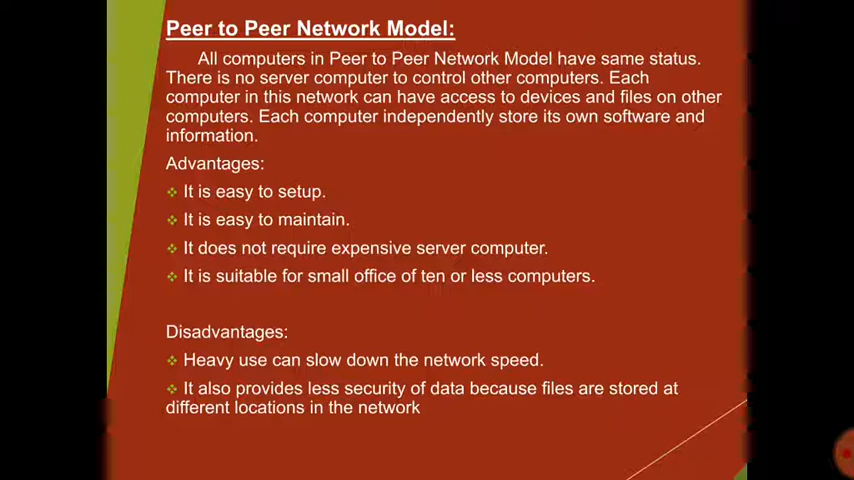 Peer to Peer Network Model:
All computers in Peer to Peer Network Model have same status.
There is no server computer to control other computers. Each
computer in this network can have access to devices and files on other
computers. Each computer independently store its own software and
information.
Advantages:
It is easy to setup.
It is easy to maintain.
It does not require expensive server computer.
It is suitable for small office of ten or less computers.
Disadvantages:
Heavy use can slow down the network speed.
It also provides less security of data because files are stored at
different locations in the network